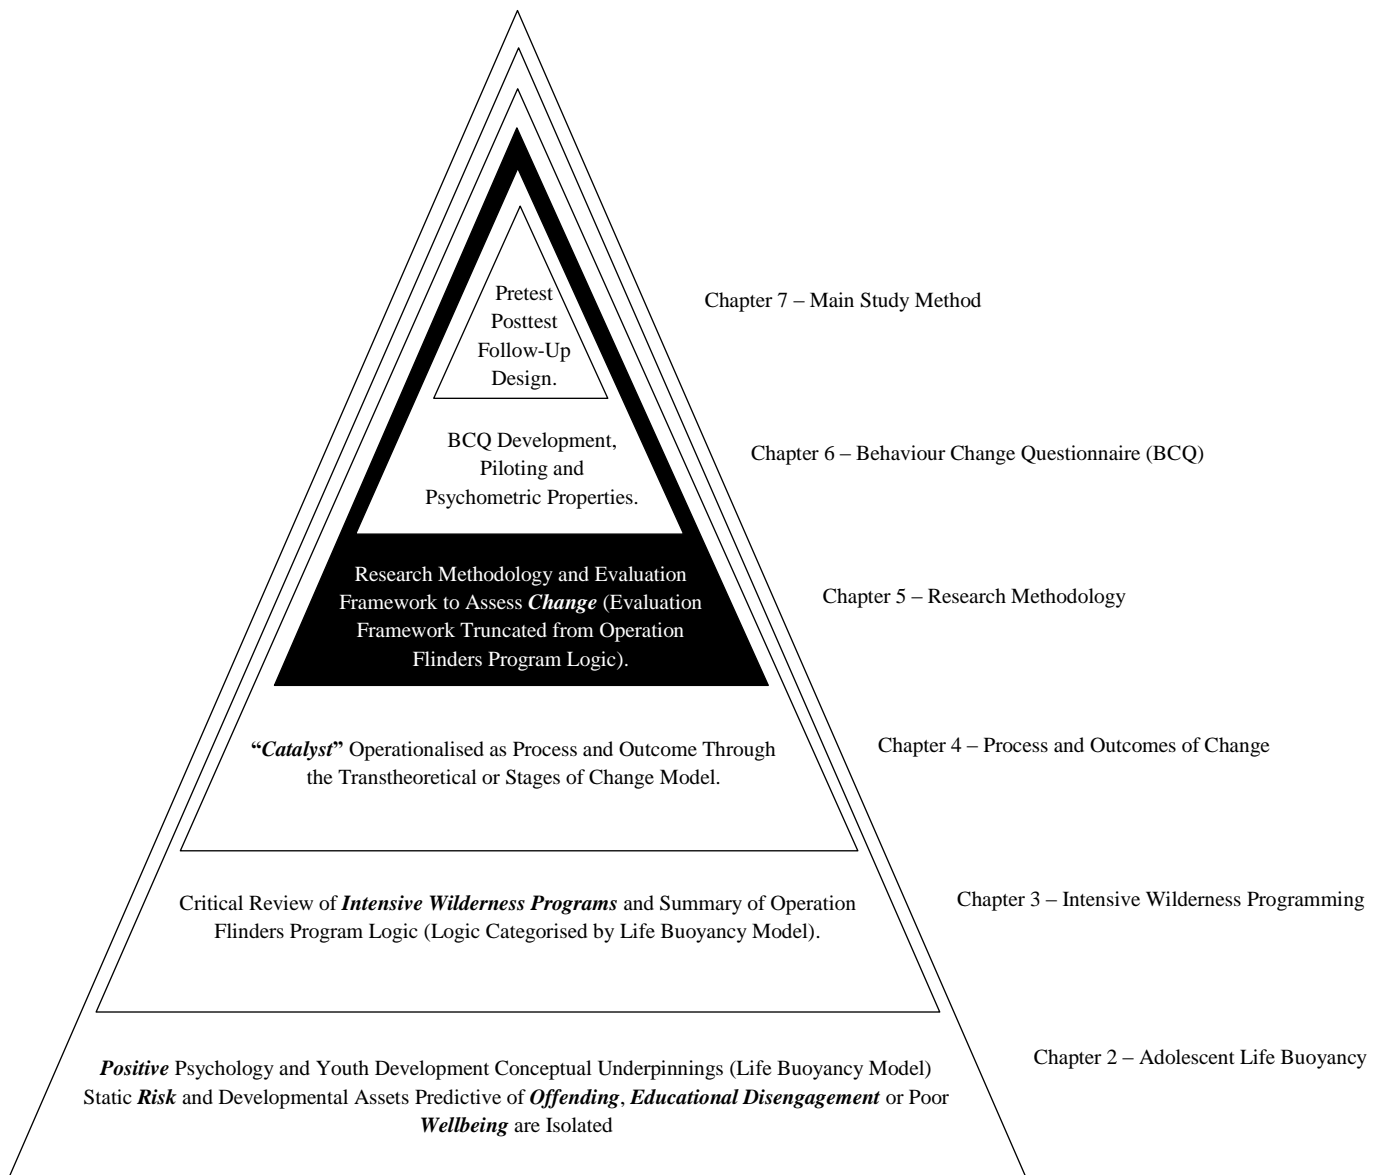 Pretest
Posttest
Follow-Up
Design.
Chapter 7 – Main Study Method
BCQ Development,
Piloting and
Psychometric Properties.
Chapter 6 – Behaviour Change Questionnaire (BCQ)
Research Methodology and Evaluation
Framework to Assess Change (Evaluation
Framework Truncated from Operation
Flinders Program Logic).
Chapter 5 – Research Methodology
“Catalyst” Operationalised as Process and Outcome Through
the Transtheoretical or Stages of Change Model.
Chapter 4 – Process and Outcomes of Change
Critical Review of Intensive Wilderness Programs and Summary of Operation
Flinders Program Logic (Logic Categorised by Life Buoyancy Model).
Chapter 3 – Intensive Wilderness Programming
Positive Psychology and Youth Development Conceptual Underpinnings (Life Buoyancy Model)
Static Risk and Developmental Assets Predictive of Offending, Educational Disengagement or Poor
Wellbeing are Isolated
Chapter 2 – Adolescent Life Buoyancy